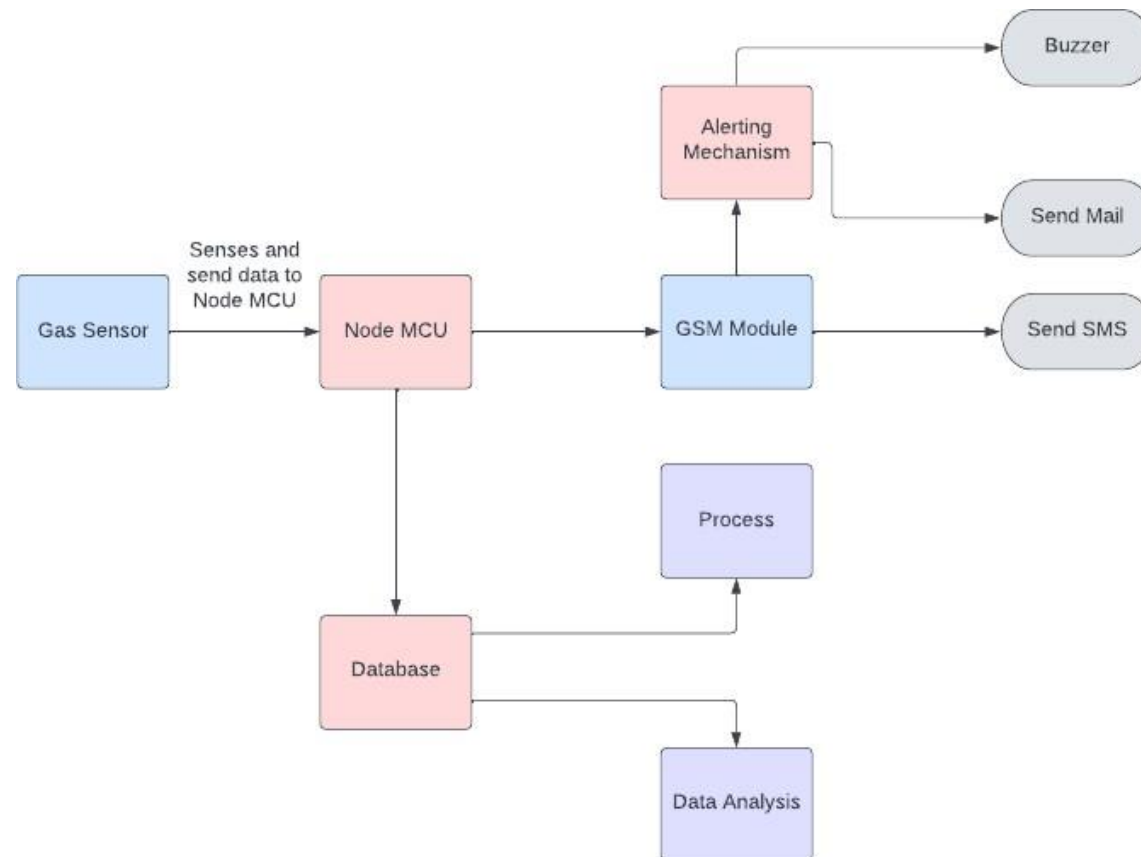 Buzzer
Alerting
Mechanism
Send Mail
Senses and
send data to
Node MCU
Gas Sensor
Node MCU
GSM Module
Send SMS
Process
Database
Data Analysis